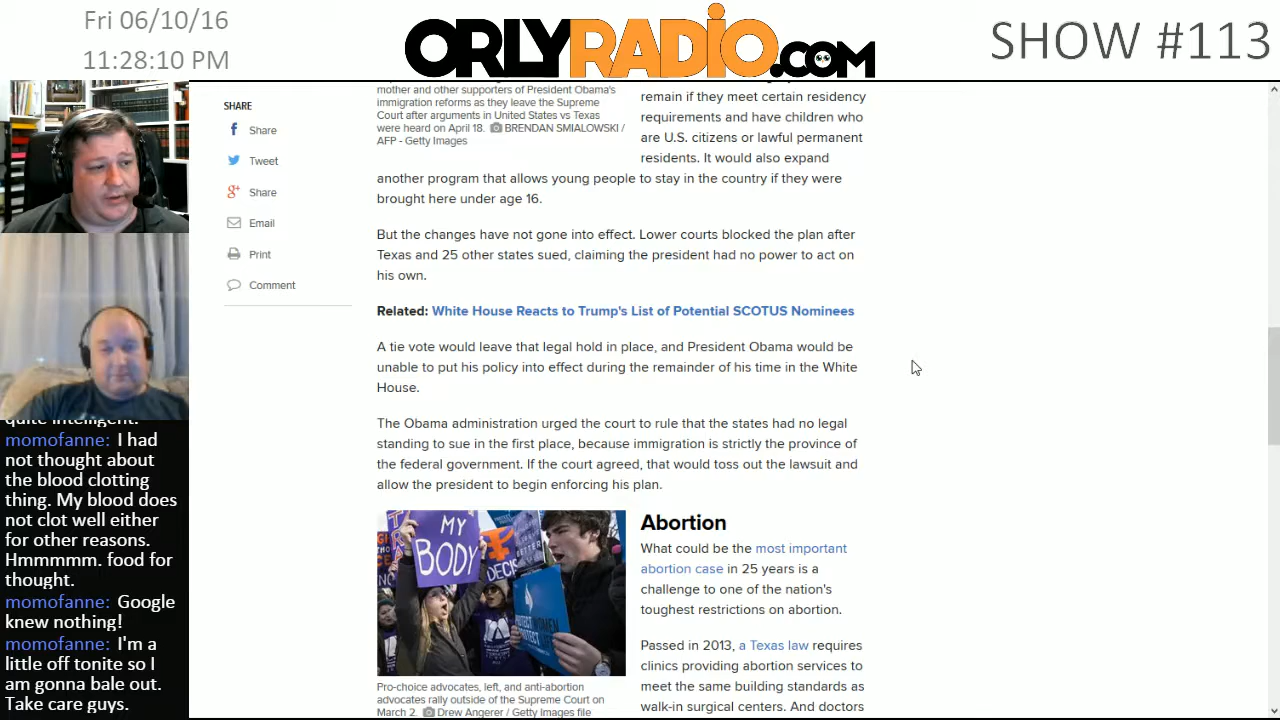 Fri 06/10/16
11:28:10 PM
ORLYRADiO.COM
SHOW #113
SHARE
Share
Tweet
Share
Email
Print
Comment
mother and other supporters of President Obama's
immigration reforms as they leave the Supreme
Court after arguments in United States vs Texas
were heard on April 18. BRENDAN SMIALOWSKI /
AFP - Getty Images
remain if they meet certain residency
requirements and have children who
are U.S. citizens or lawful permanent
residents. It would also expand
another program that allows young people to stay in the country if they were
brought here under age 16.
But the changes have not gone into effect. Lower courts blocked the plan after
Texas and 25 other states sued, claiming the president had no power to act on
his own.
Related: White House Reacts to Trump's List of Potential SCOTUS Nominees
A tie vote would leave that legal hold in place, and President Obama would be
unable to put his policy into effect during the remainder of his time in the White
House.
The Obama administration urged the court to rule that the states had no legal
standing to sue in the first place, because immigration is strictly the province of
the federal government. If the court agreed, that would toss out the lawsuit and
allow the president to begin enforcing his plan.
MY
BODY
Pro-choice advocates, left, and anti-abortion
advocates rally outside of the Supreme Court on
March 2. Drew Angerer / Getty Images file
Abortion
What could be the most important
abortion case in 25 years is a
challenge to one of the nation's
toughest restrictions on abortion.
Passed in 2013, a Texas law requires
clinics providing abortion services to
meet the same building standards as
walk-in surgical centers. And doctors
quite intelligent.
momofanne: I had
not thought about
the blood clotting
thing. My blood does
not clot well either
for other reasons.
Hmmmmm. food for
thought.
momofanne: Google
knew nothing!
momofanne: I'm a
little off tonite so I
am gonna bale out.
Take care guys.